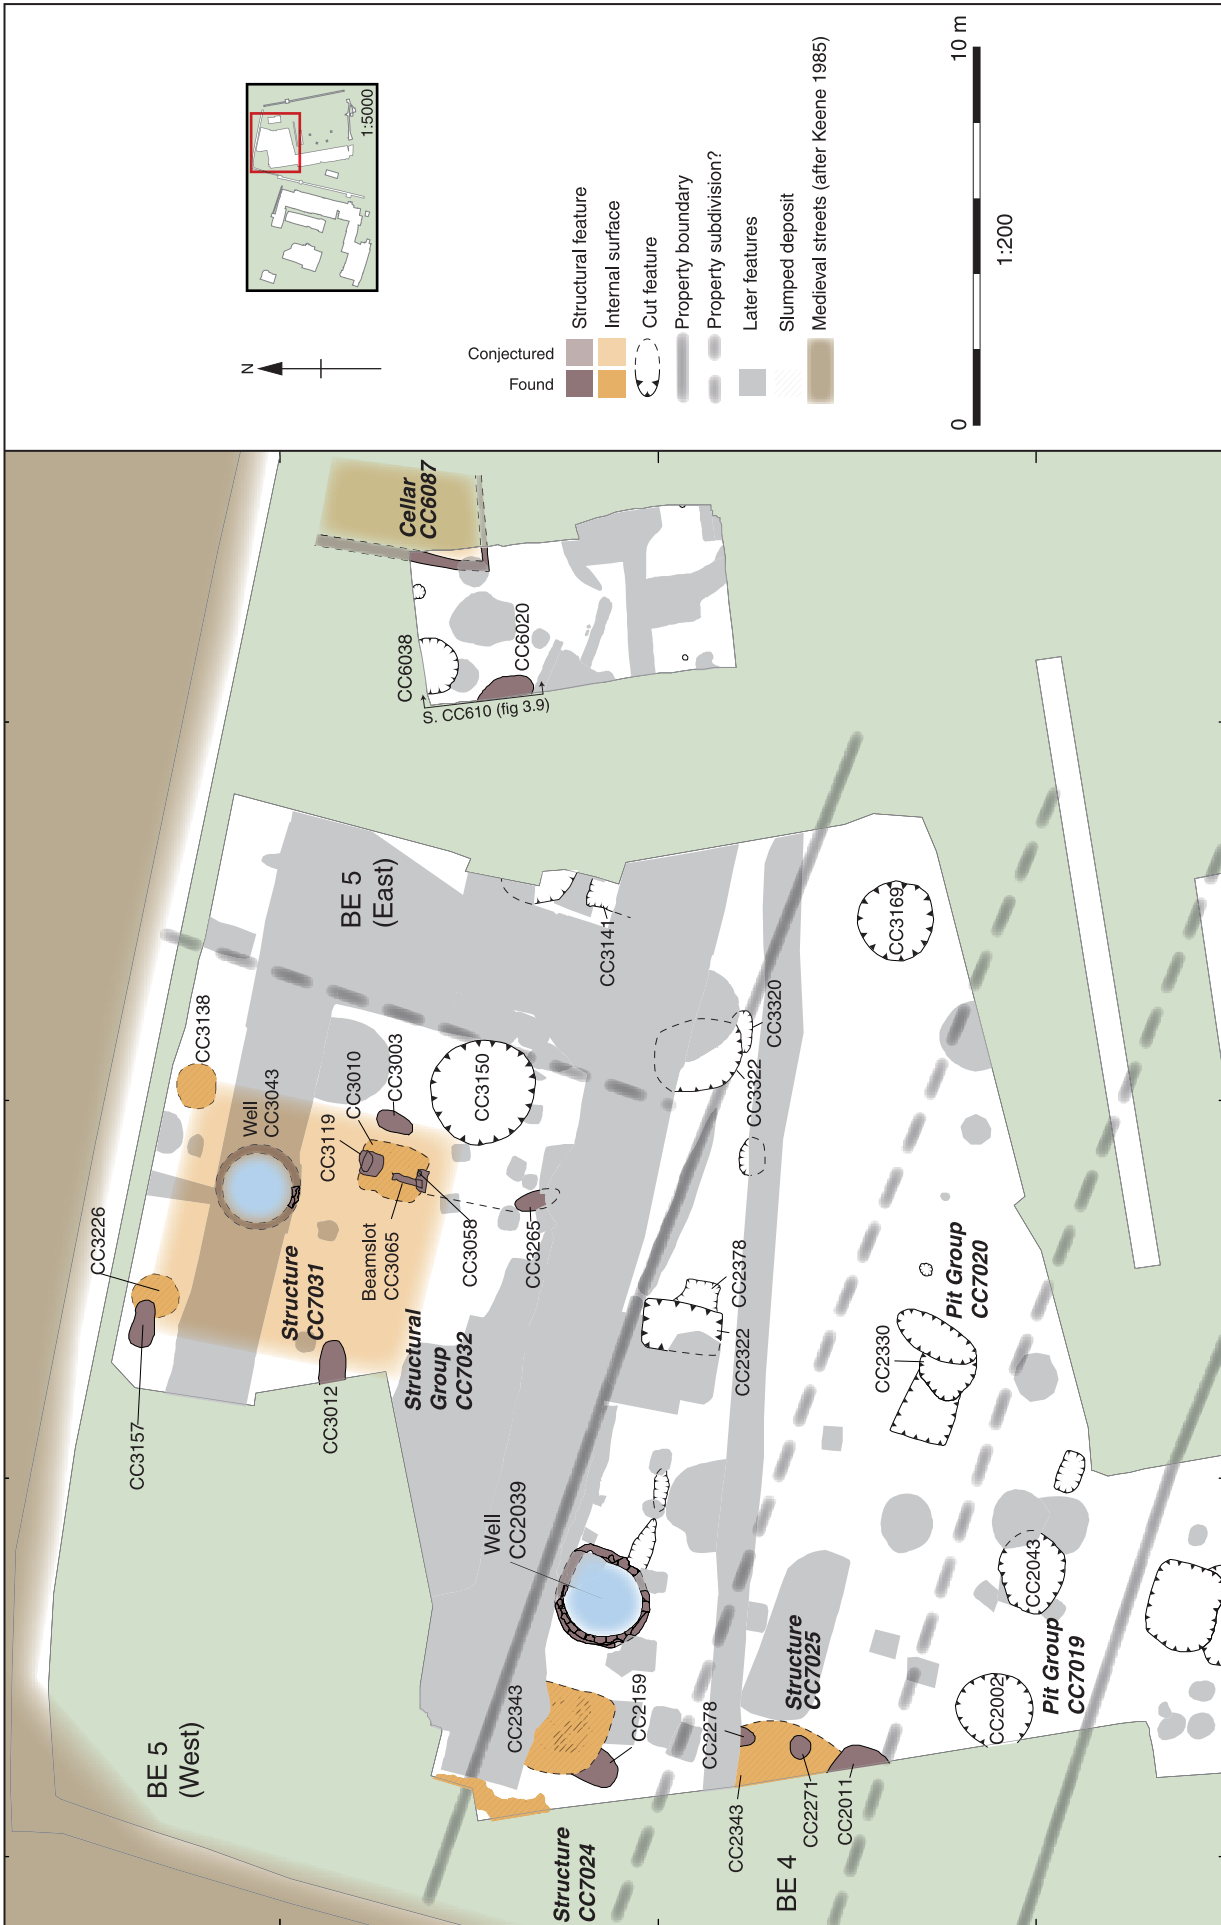 N
1:5000
Conjectured
Found
Structural feature
Internal surface
Cut feature
Property boundary
Property subdivision?
Later features
Slumped deposit
Medieval streets (after Keene 1985)
0
10 m
1:200
Cellar
CC6087
CC6038
CC6020
S. CC610 (fig 3.9)
BE 5
(East)
CC3141
CC3138
Well
CC3043
CC3119
CC3010
CC3003
CC3150
CC3169
CC3320
CC3322
CC3226
Structure
CC7031
Beamslot
CC3065
CC3058
CC3265
CC3157
CC3012
Structural
Group
CC7032
CC2378
CC2322
CC2330
Pit Group
CC7020
Well
CC2039
CC2043
Pit Group
CC7019
CC2002
Structure
CC7025
CC2343
CC2159
CC2278
CC2343
CC2271
CC2011
BE 5
(West)
Structure
CC7024
BE 4